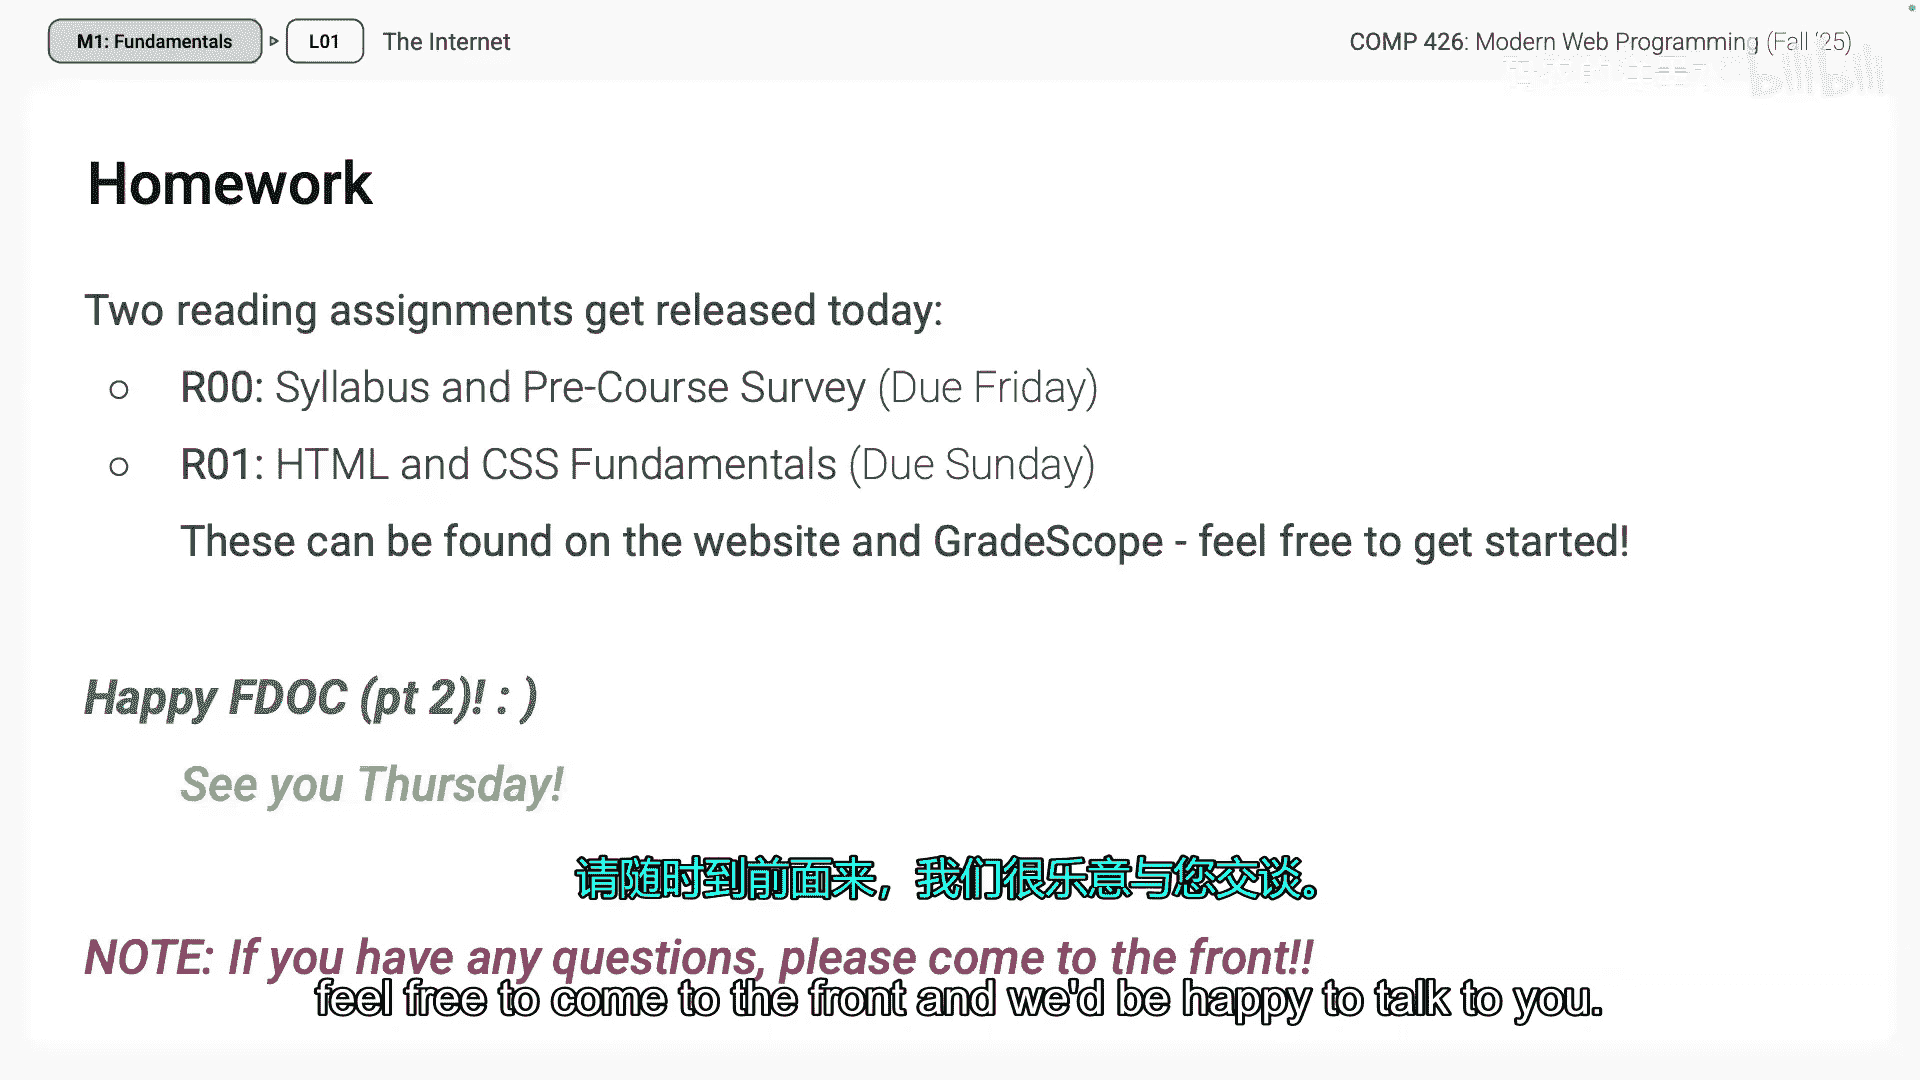 M1: Fundamentals
L01
The Internet
COMP 426: Modern Web Programming (Fall '25)
bilibili
Homework
Two reading assignments get released today:
R00: Syllabus and Pre-Course Survey (Due Friday)
R01: HTML and CSS Fundamentals (Due Sunday)
These can be found on the website and GradeScope - feel free to get started!
Happy FDOC (pt 2)! : )
See you Thursday!
请随时到前面来，我们很乐意与您交谈。
NOTE: If you have any questions, please come to the front!!
feel free to come to the front and we'd be happy to talk to you.